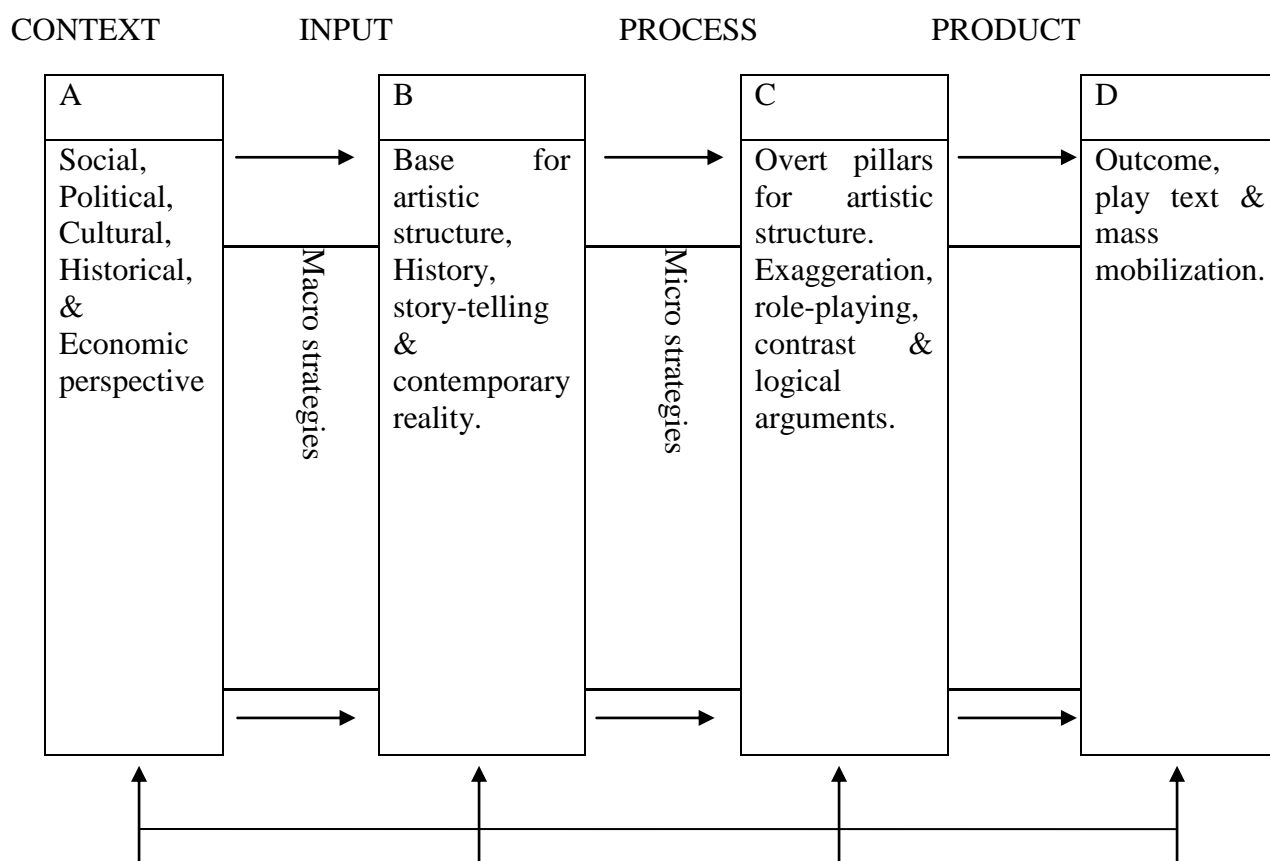 CONTEXT INPUT PROCESS PRODUCT
A
Social,
Political,
Cultural,
Historical,
&
Economic
perspective
Macro strategies
B
Base for
artistic
structure,
History,
story-telling
&
contemporary
reality.
Micro strategies
C
Overt pillars
for artistic
structure.
Exaggeration,
role-playing,
contrast &
logical
arguments.
D
Outcome,
play text &
mass
mobilization.